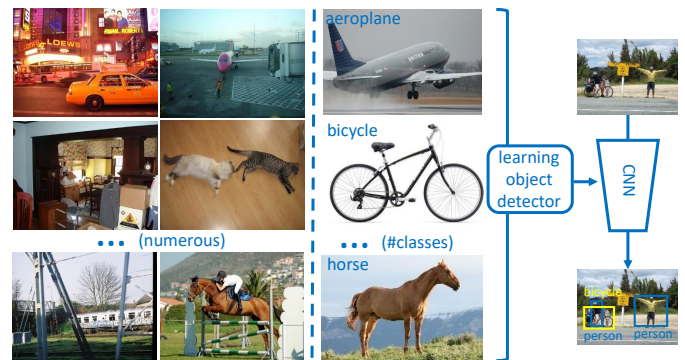 LOEWS
aeroplane
bicycle
... (numerous)
... (#classes)
horse
learning
object
detector
CNN
bicycle
person
person